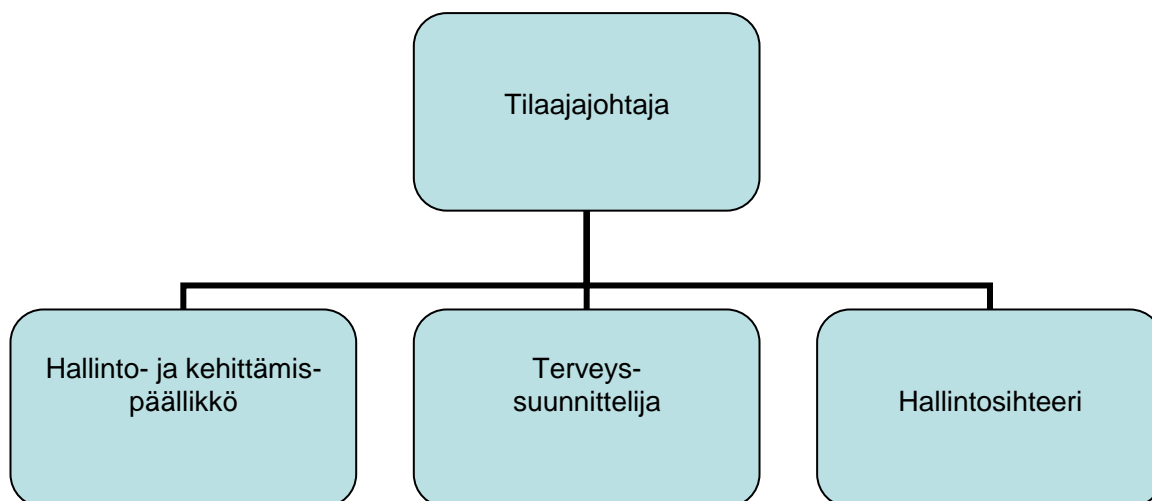 Tilaajajohtaja
Hallinto- ja kehittämis-
päällikkö
Terveys-
suunnittelija
Hallintosihteeri